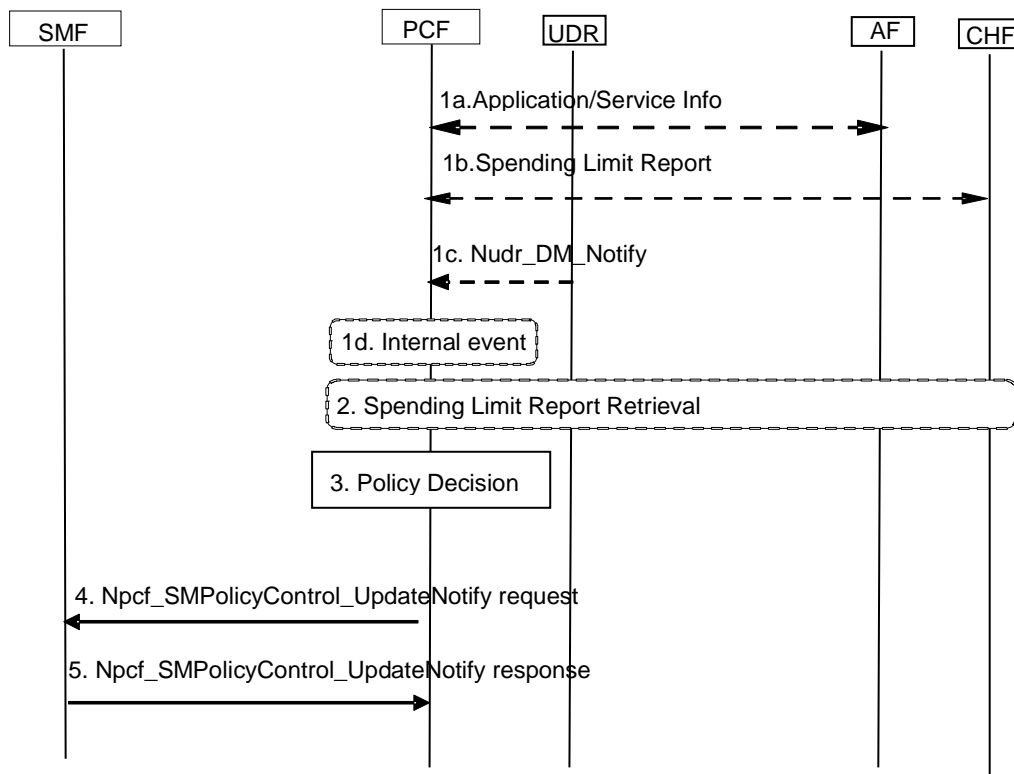 SMF
PCF
UDR
AF
CHF
1a.Application/Service Info
1b.Spending Limit Report
1c. Nudr_DM_Notify
1d. Internal event
2. Spending Limit Report Retrieval
3. Policy Decision
4. Npcf_SMPolicyControl_UpdateNotify request
5. Npcf_SMPolicyControl_UpdateNotify response